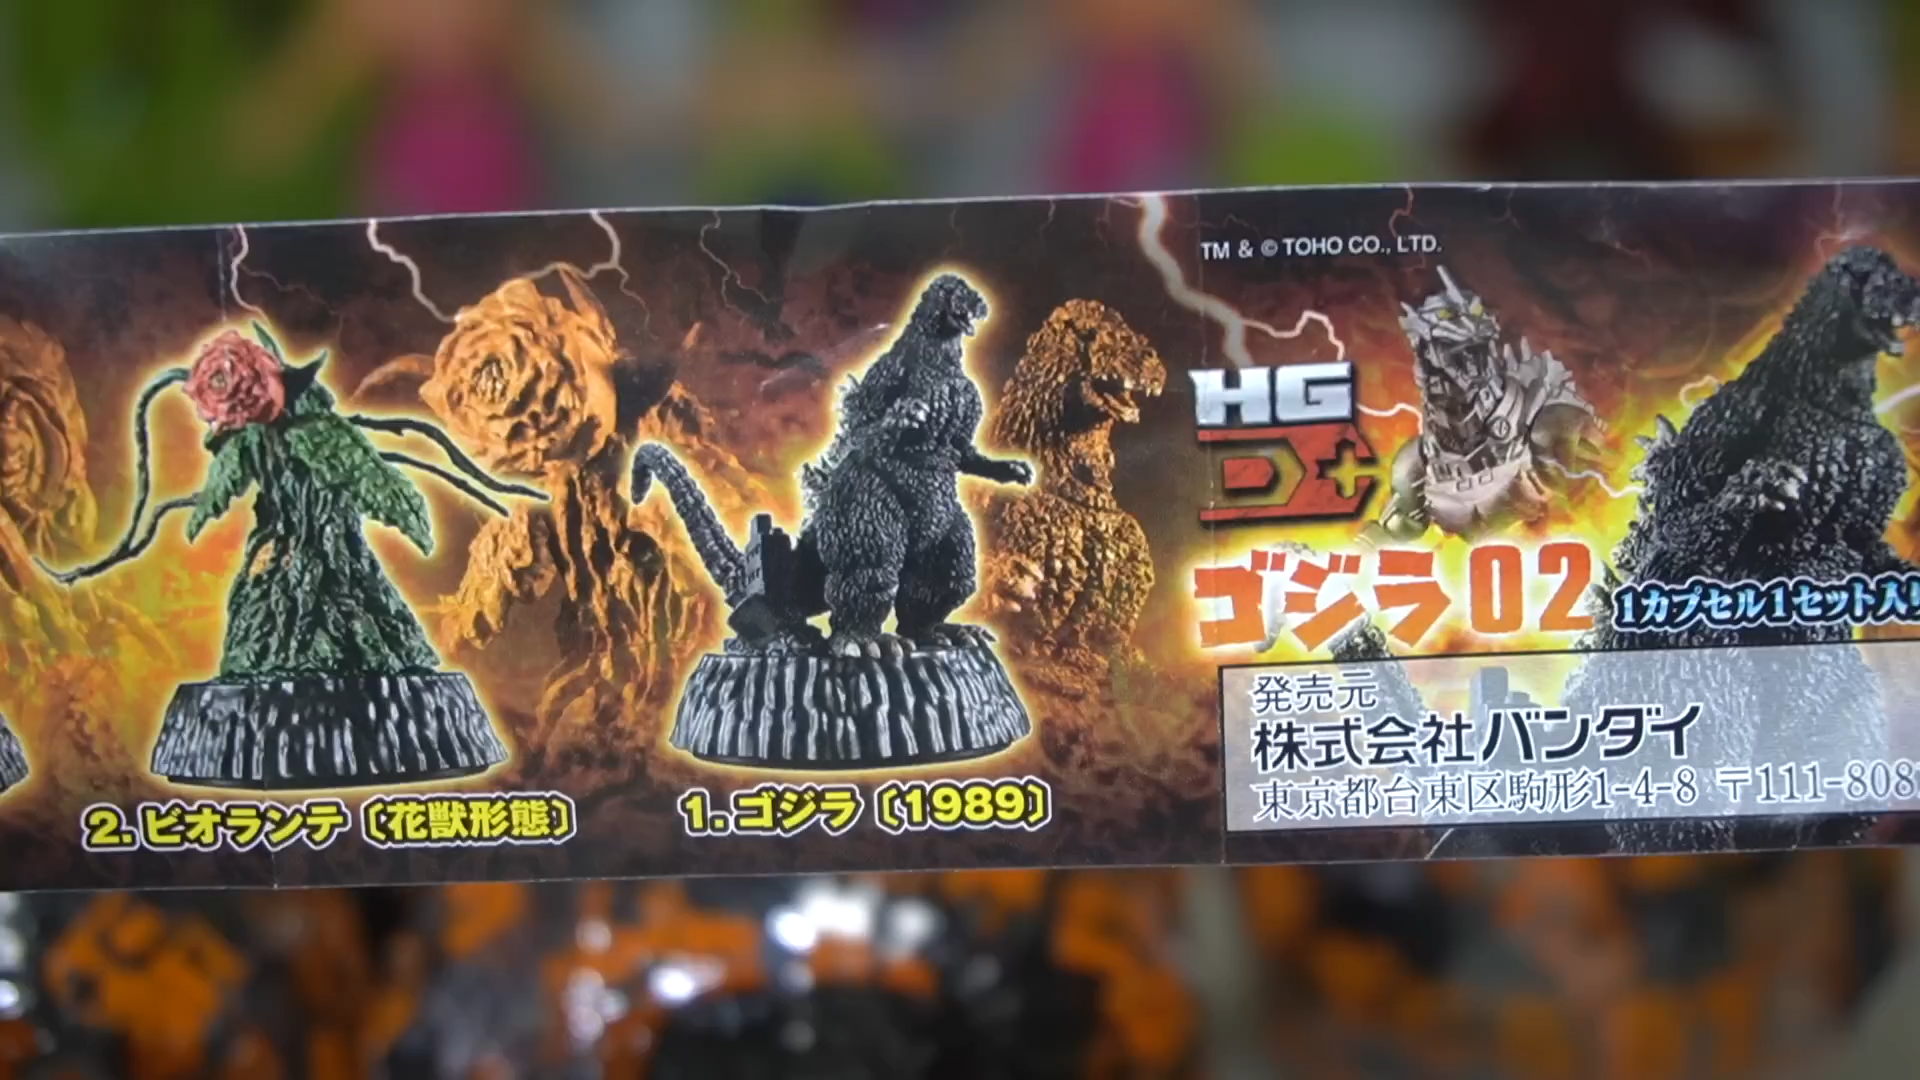 TM & © TOHO CO., LTD.
HG
D+
ゴジラ 02
1カプセル1セット入り
発売元
株式会社バンダイ
東京都台東区駒形1-4-8 〒111-808
2. ビオランテ〔花獣形態〕
1. ゴジラ〔1989〕